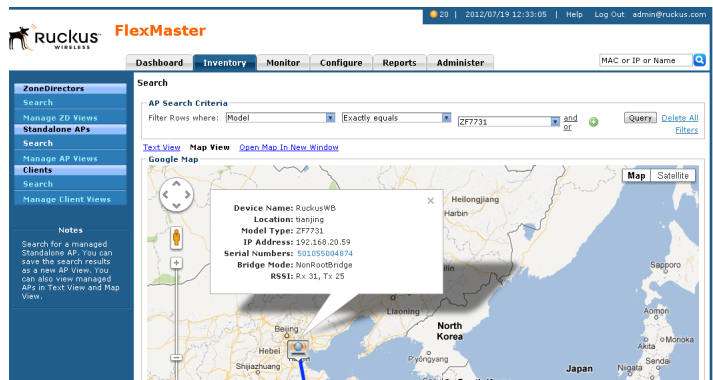 20 | 2012/07/19 12:33:05 | Help Log Out admin@ruckus.com
Ruckus WIRELESS
FlexMaster
Dashboard Inventory Monitor Configure Reports Administer
MAC or IP or Name
ZoneDirectors
Search
Manage ZD Views
Standalone APs
Search
Manage AP Views
Clients
Search
Manage Client Views
Notes
Search for a managed
Standalone AP. You can
save the search results
as a new AP View. You
can also view managed
APs in Text View and Map
View.
Search
AP Search Criteria
Filter Rows where: Model Exactly equals ZF7731 and or Query Delete All Filters
Text View Map View Open Map In New Window
Google Map
Map Satellite
Device Name: RuckusWB
Location: tianjing
Model Type: ZF7731
IP Address: 192.168.20.59
Serial Numbers: 501055004874
Bridge Mode: NonRootBridge
RSSI: Rx 31, Tx 25
Heilongjiang
Harbin
Sapporo
Liaoning
Aomori
Beijing
North
Korea
Akita
Morioka
Hebei
Sendai
Shijiazhuang
P'yŏngyang
Japan
Niigata